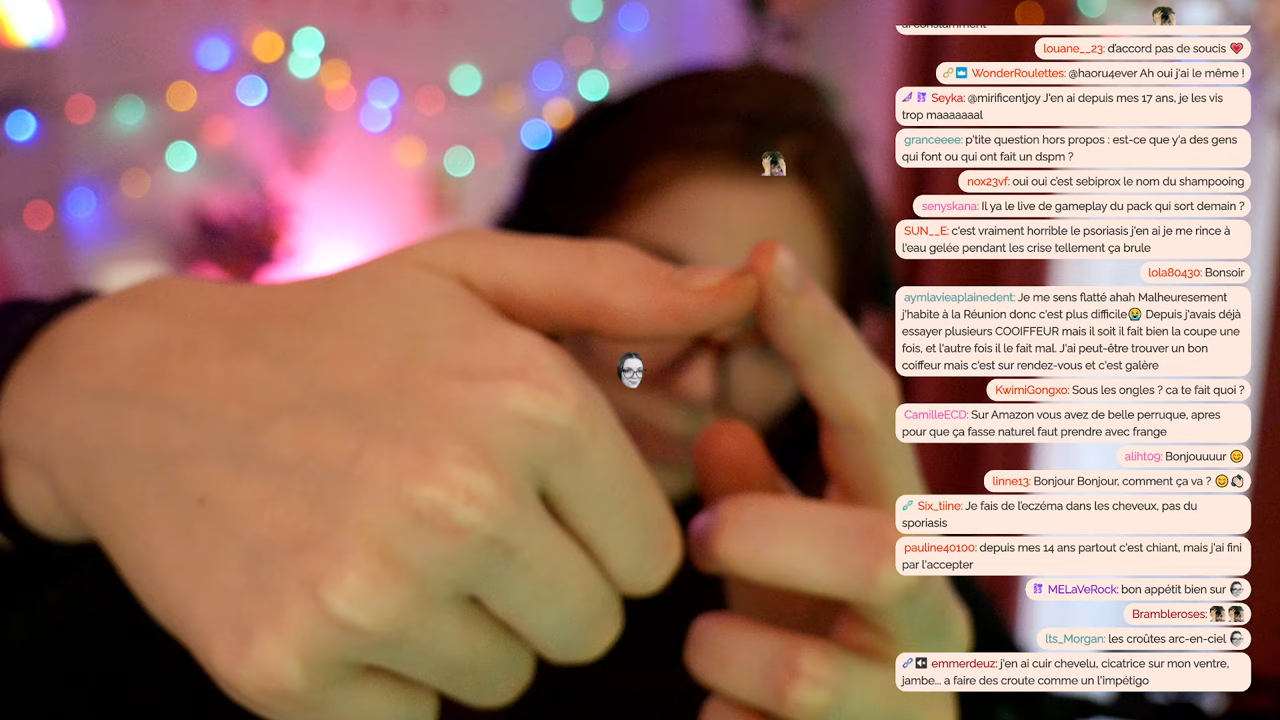 ai constamment
louane__23: d'accord pas de soucis
WonderRoulettes: @haoru4ever Ah oui j'ai le même !
Seyka: @mirificentjoy J'en ai depuis mes 17 ans, je les vis
trop maaaaaaal
granceeee: p'tite question hors propos : est-ce que y'a des gens
qui font ou qui ont fait un dspm ?
nox23vf: oui oui c'est sebiprox le nom du shampooing
senyskana: Il ya le live de gameplay du pack qui sort demain ?
SUN__E: c'est vraiment horrible le psoriasis j'en ai je me rince à
l'eau gelée pendant les crise tellement ça brule
lola80430: Bonsoir
aymlavieaplainedent: Je me sens flatté ahah Malheuresement
j'habite à la Réunion donc c'est plus difficile😭 Depuis j'avais déjà
essayer plusieurs COOIFFEUR mais il soit il fait bien la coupe une
fois, et l'autre fois il le fait mal. J'ai peut-être trouver un bon
coiffeur mais c'est sur rendez-vous et c'est galère
KwimiGongxo: Sous les ongles ? ca te fait quoi ?
CamilleECD: Sur Amazon vous avez de belle perruque, apres
pour que ça fasse naturel faut prendre avec frange
aliht09: Bonjouuuur 😊
linne13: Bonjour Bonjour, comment ça va ? 😊
Six_tiine: Je fais de l'eczéma dans les cheveux, pas du
sporiasis
pauline40100: depuis mes 14 ans partout c'est chiant, mais j'ai fini
par l'accepter
MELaVeRock: bon appétit bien sur
Brambleroses:
Its_Morgan: les croûtes arc-en-ciel
emmerdeuz: j'en ai cuir chevelu, cicatrice sur mon ventre,
jambe... a faire des croute comme un l'impétigo